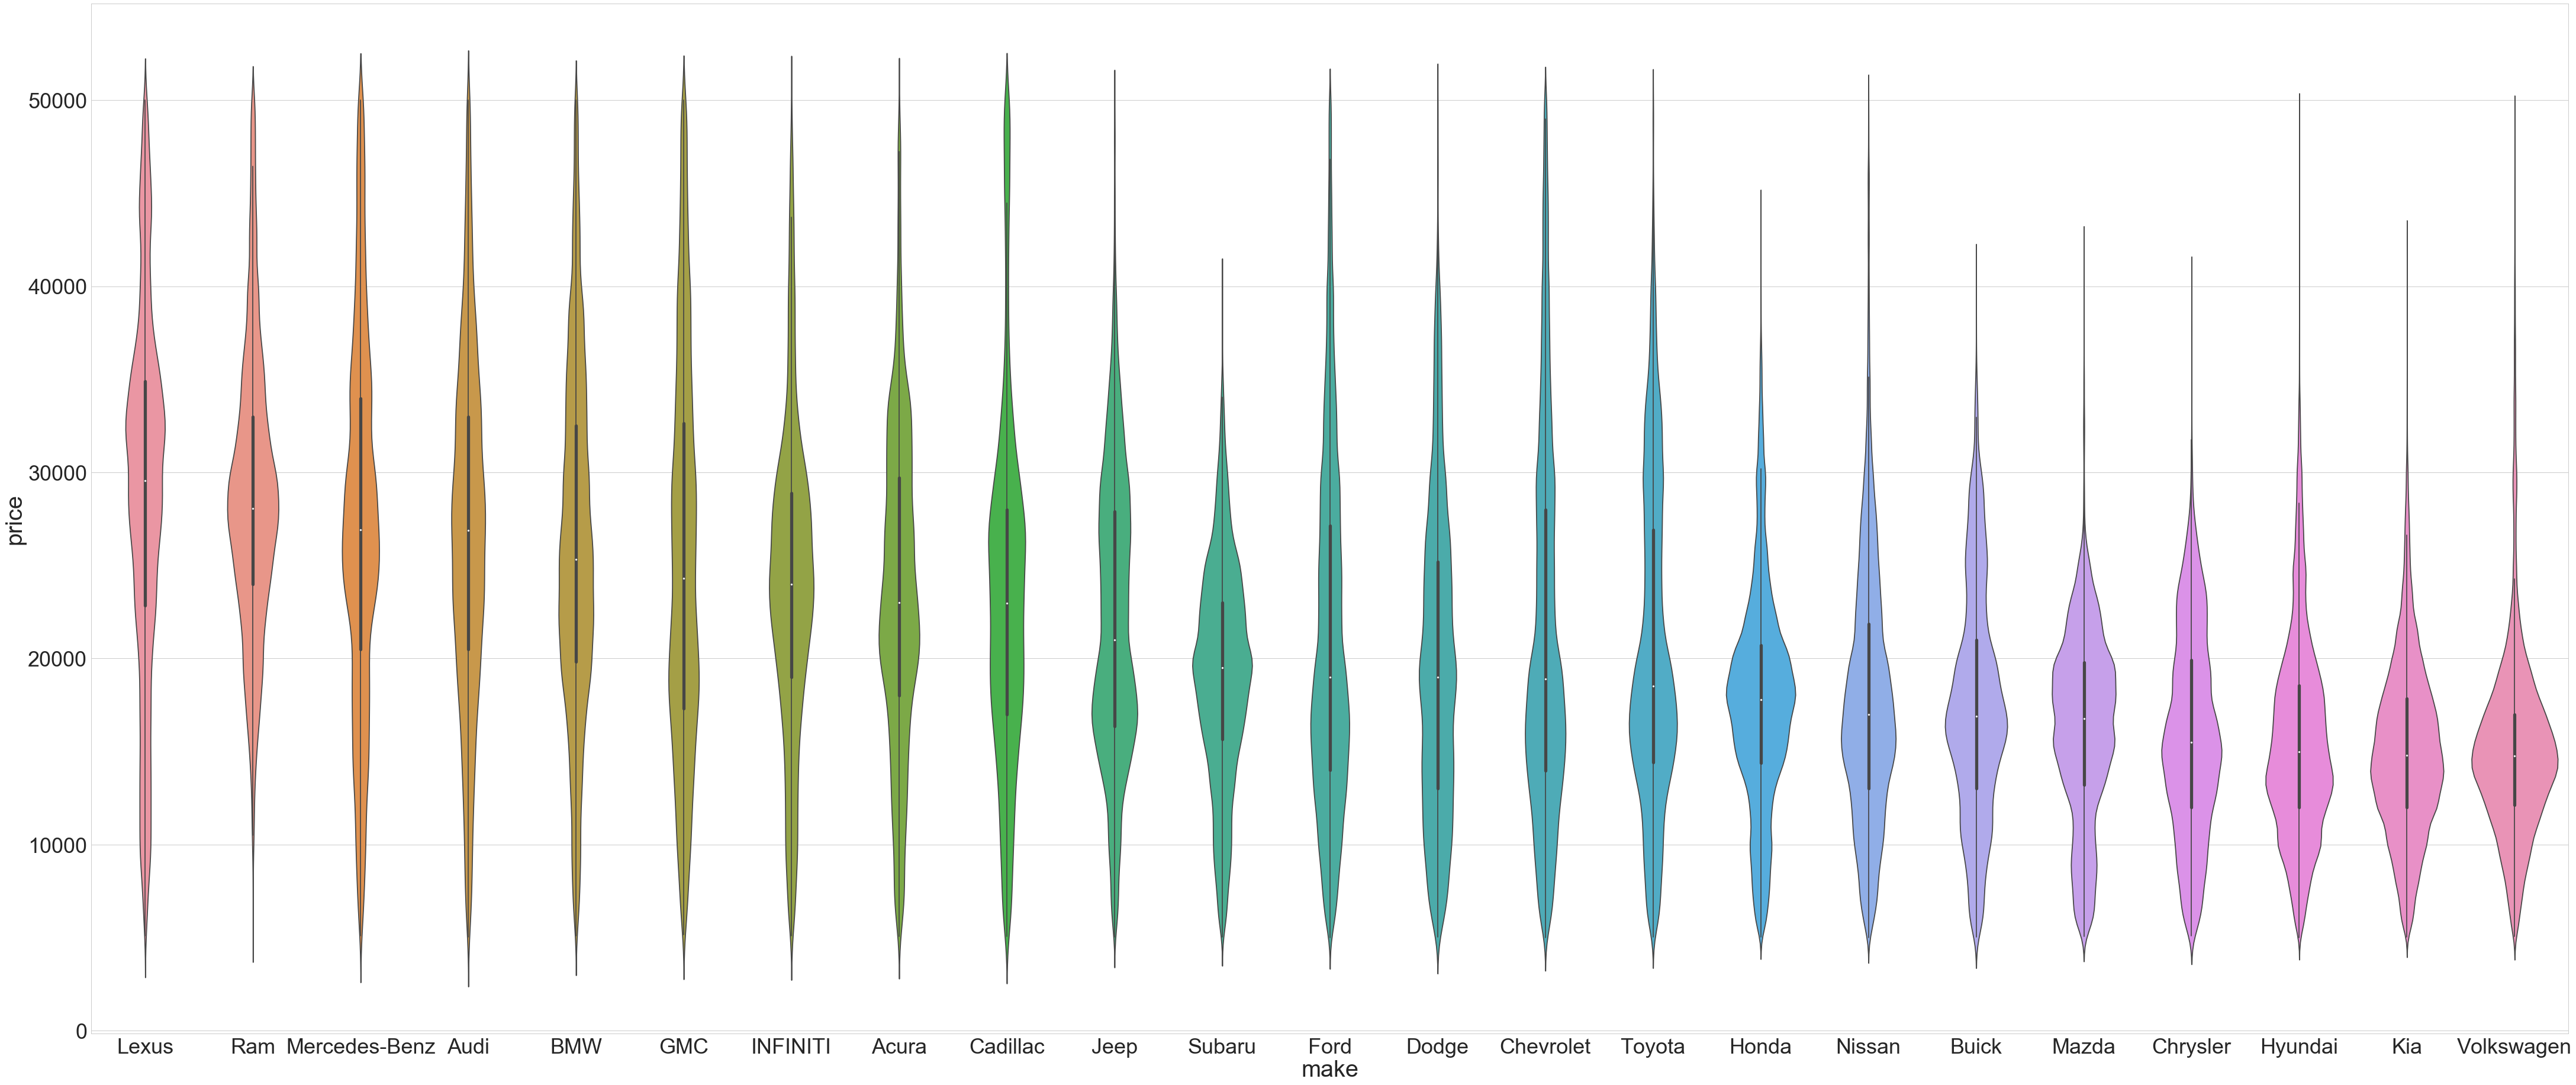 price
50000
40000
30000
20000
10000
0
Lexus Ram Mercedes-Benz Audi BMW GMC INFINITI Acura Cadillac Jeep Subaru Ford Dodge Chevrolet Toyota Honda Nissan Buick Mazda Chrysler Hyundai Kia Volkswagen
make